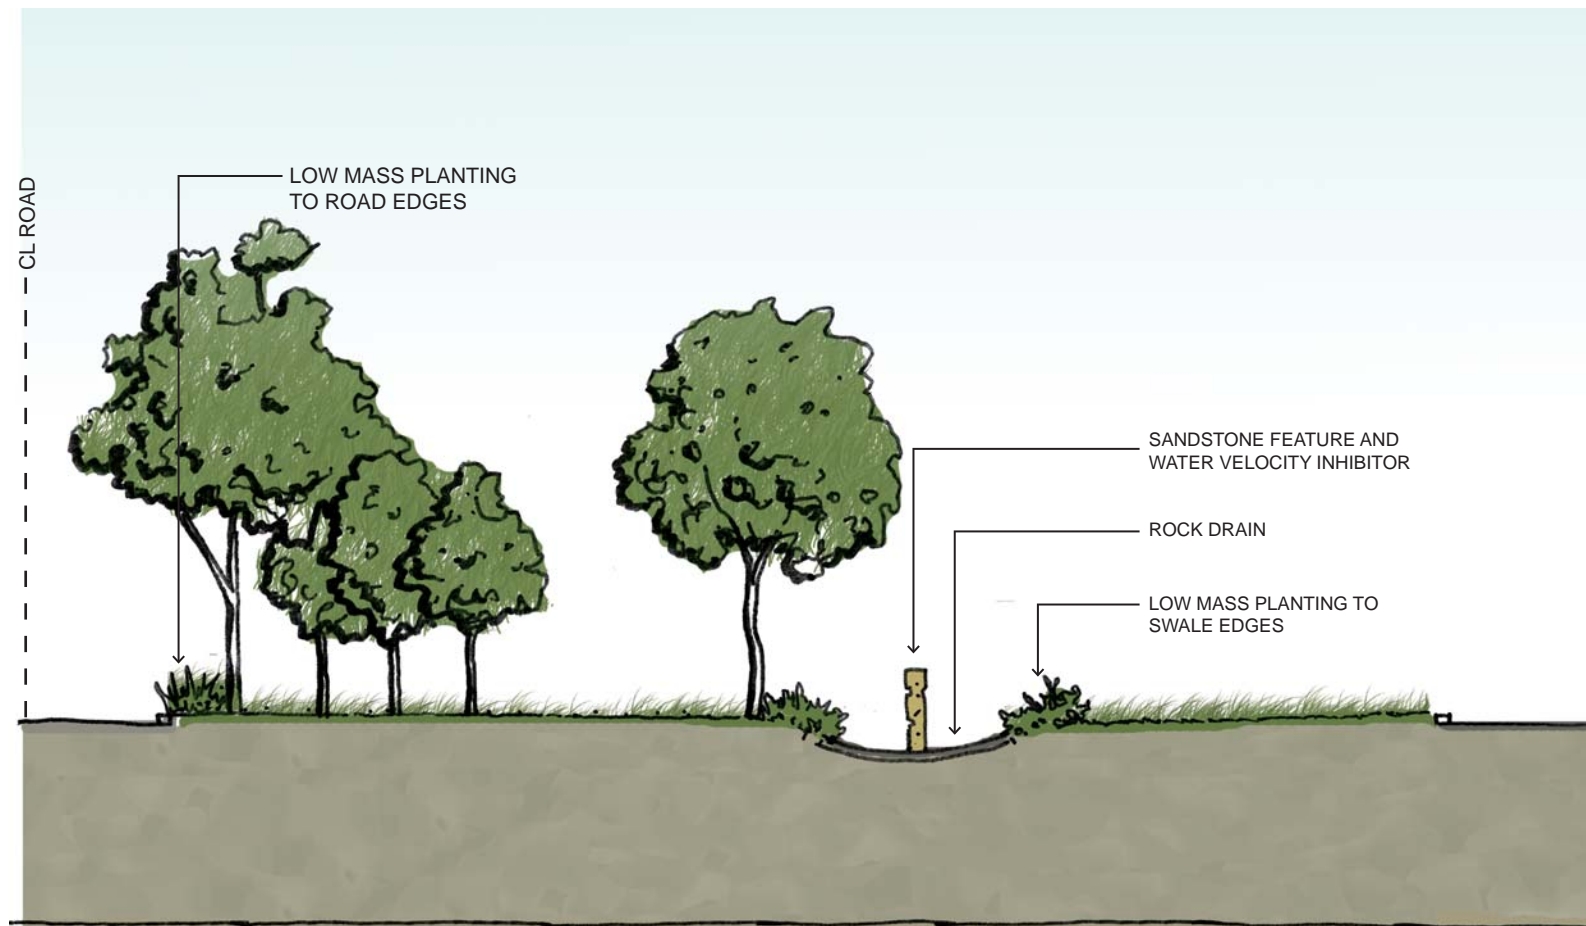 LOW MASS PLANTING
TO ROAD EDGES
CL ROAD
SANDSTONE FEATURE AND
WATER VELOCITY INHIBITOR
ROCK DRAIN
LOW MASS PLANTING TO
SWALE EDGES